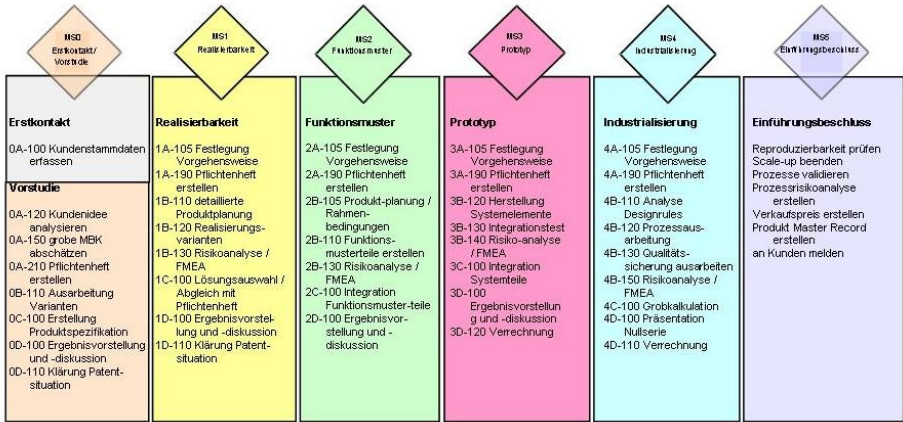 MS0
Erstkontakt/
Vorstudie
MS1
Realisierbarkeit
MS2
Funktionsmuster
MS3
Prototyp
MS4
Industrialisierung
MS5
Einführungsbeschluss
Erstkontakt
0A-100 Kundenstammdaten
erfassen
Vorstudie
0A-120 Kundenidee
analysieren
0A-150 grobe MBK
abschätzen
0A-210 Pflichtenheft
erstellen
0B-110 Ausarbeitung
Varianten
0C-100 Erstellung
Produktspezifikation
0D-100 Ergebnisvorstellung
und -diskussion
0D-110 Klärung Patent-
situation
Realisierbarkeit
1A-105 Festlegung
Vorgehensweise
1A-190 Pflichtenheft
erstellen
1B-110 detaillierte
Produktplanung
1B-120 Realisierungs-
varianten
1B-130 Risikoanalyse /
FMEA
1C-100 Lösungsauswahl /
Abgleich mit
Pflichtenheft
1D-100 Ergebnisvorstel-
lung und -diskussion
1D-110 Klärung Patent-
situation
Funktionsmuster
2A-105 Festlegung
Vorgehensweise
2A-190 Pflichtenheft
erstellen
2B-105 Produkt-planung /
Rahmen-
bedingungen
2B-110 Funktions-
musterteile erstellen
2B-130 Risikoanalyse /
FMEA
2C-100 Integration
Funktionsmuster-teile
2D-100 Ergebnisvor-
stellung und -
diskussion
Prototyp
3A-105 Festlegung
Vorgehensweise
3A-190 Pflichtenheft
erstellen
3B-120 Herstellung
Systemelemente
3B-130 Integrationstest
3B-140 Risiko-analyse
/ FMEA
3C-100 Integration
Systemteile
3D-100
Ergebnisvorstellun
g und -diskussion
3D-120 Verrechnung
Industrialisierung
4A-105 Festlegung
Vorgehensweise
4A-190 Pflichtenheft
erstellen
4B-110 Analyse
Designrules
4B-120 Prozessaus-
arbeitung
4B-130 Qualitäts-
sicherung ausarbeiten
4B-150 Risikoanalyse /
FMEA
4C-100 Grobkalkulation
4D-100 Präsentation
Nullserie
4D-110 Verrechnung
Einführungsbeschluss
Reproduzierbarkeit prüfen
Scale-up beenden
Prozesse validieren
Prozessrisikoanalyse
erstellen
Verkaufspreis erstellen
Produkt Master Record
erstellen
an Kunden melden